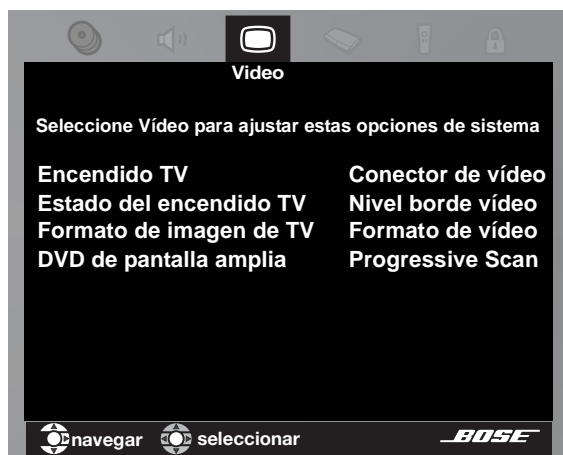 Video
Seleccione Vídeo para ajustar estas opciones de sistema
Encendido TV
Estado del encendido TV
Formato de imagen de TV
DVD de pantalla amplia
Conector de vídeo
Nivel borde vídeo
Formato de vídeo
Progressive Scan
navegar seleccionar BOSE